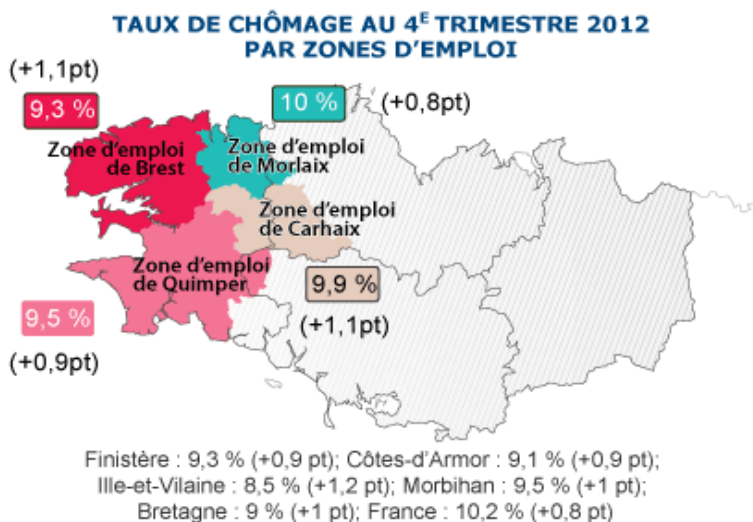 TAUX DE CHÔMAGE AU 4E TRIMESTRE 2012
PAR ZONES D'EMPLOI
(+1,1pt)
9,3 %
10 %
(+0,8pt)
Zone d'emploi
de Brest
Zone d'emploi
de Morlaix
Zone d'emploi
de Carhaix
Zone d'emploi
de Quimper
9,9 %
(+1,1pt)
9,5 %
(+0,9pt)
Finistère : 9,3 % (+0,9 pt); Côtes-d'Armor : 9,1 % (+0,9 pt);
Ille-et-Vilaine : 8,5 % (+1,2 pt); Morbihan : 9,5 % (+1 pt);
Bretagne : 9 % (+1 pt); France : 10,2 % (+0,8 pt)